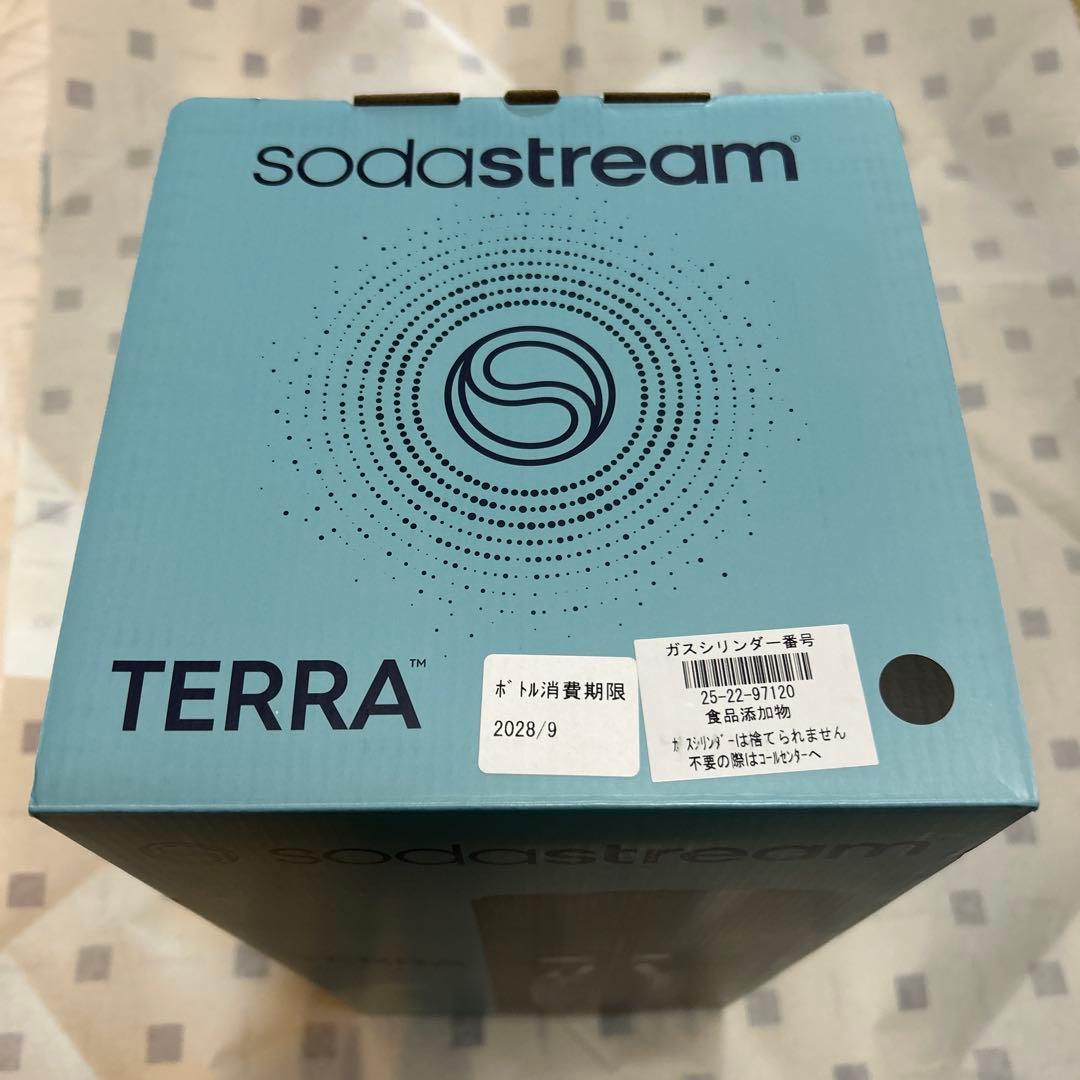 sodastream®
TERRA™
ﾎﾞﾄﾙ消費期限
2028/9
ガスシリンダー番号
25-22-97120
食品添加物
ｶﾞｽｼﾘﾝﾀﾞｰは捨てられません
不要の際はｺｰﾙｾﾝﾀｰへ
sodastream
TERRA